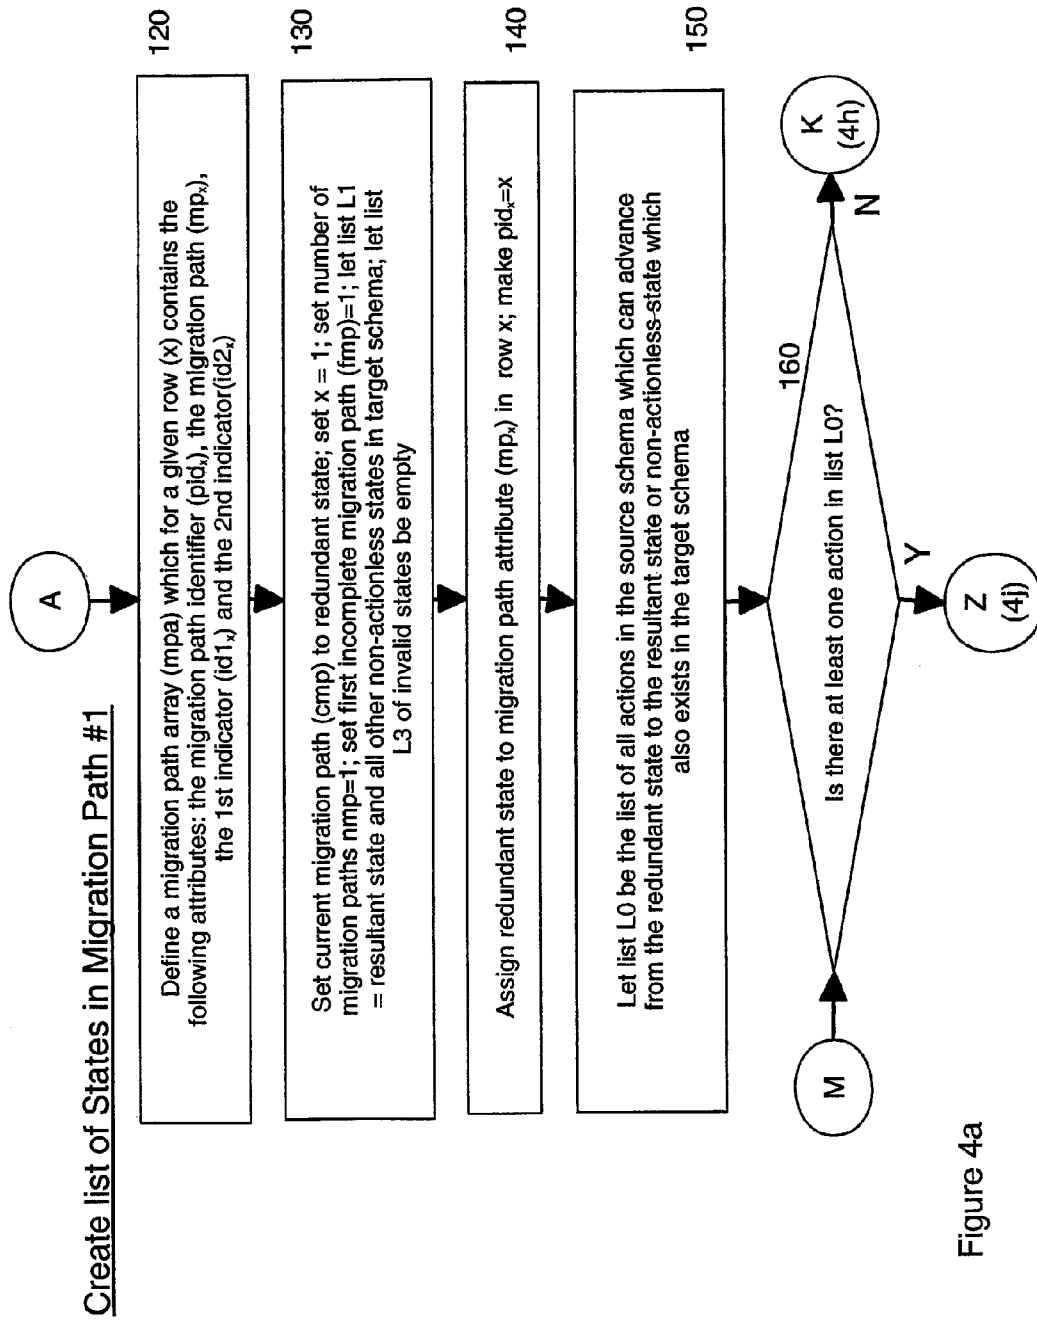 Create list of States in Migration Path #1
A
Define a migration path array (mpa) which for a given row (x) contains the
following attributes: the migration path identifier (pidₓ), the migration path (mpₓ),
the 1st indicator (id1ₓ) and the 2nd indicator(id2ₓ)
120
Set current migration path (cmp) to redundant state; set x = 1; set number of
migration paths nmp=1; set first incomplete migration path (fmp)=1; let list L1
= resultant state and all other non-actionless states in target schema; let list
L3 of invalid states be empty
130
Assign redundant state to migration path attribute (mpₓ) in row x; make pidₓ=x
140
Let list L0 be the list of all actions in the source schema which can advance
from the redundant state to the resultant state or non-actionless state which
also exists in the target schema
150
M
Is there at least one action in list L0?
160
N
K
(4h)
Y
Z
(4j)
Figure 4a